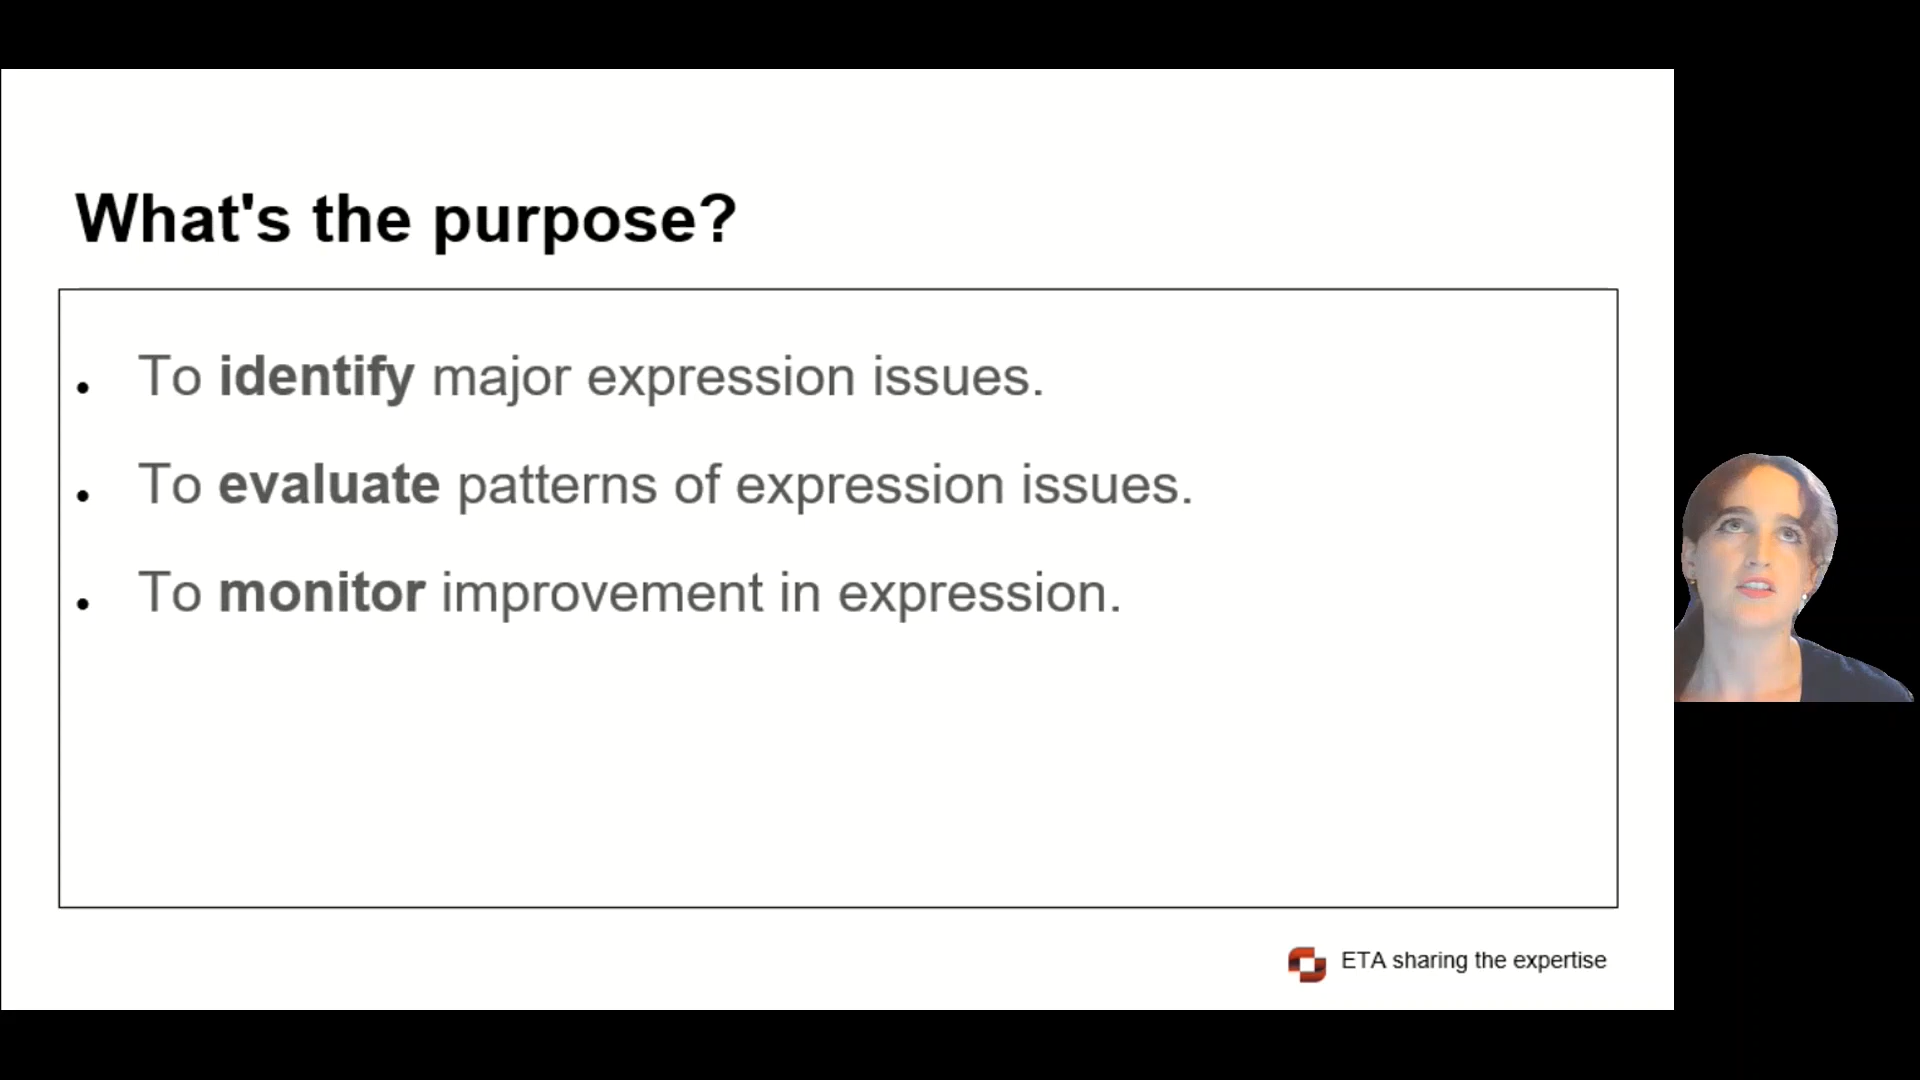 What's the purpose?
To identify major expression issues.
To evaluate patterns of expression issues.
To monitor improvement in expression.
ETA sharing the expertise